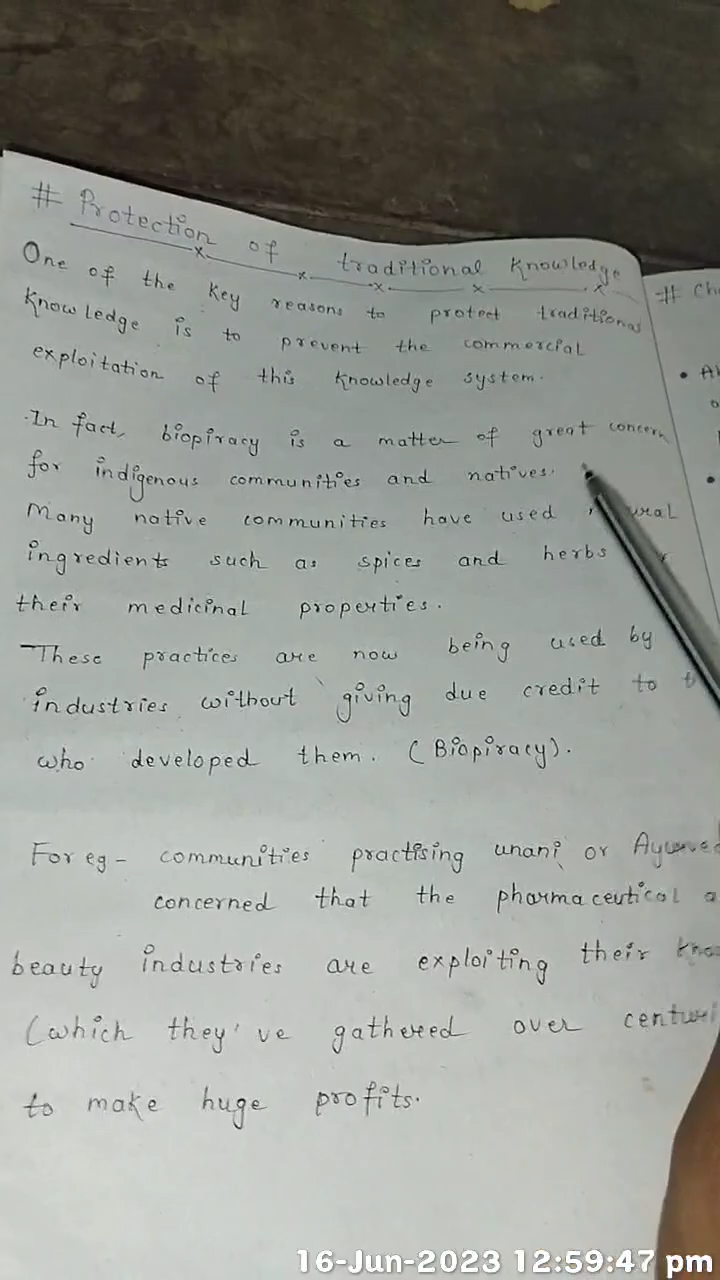 # Protection of traditional Knowledge
One of the Key reasons to protect traditional
Knowledge is to prevent the commercial
exploitation of this Knowledge system.
In fact, biopiracy is a matter of great concern
for indigenous communities and natives.
Many native communities have used
ingredients such as spices and herbs
their medicinal properties.
These practices are now being used by
industries without giving due credit to
who developed them. (Biopiracy).
For eg - communities practising unani or
concerned that the pharmaceutical
beauty industries are exploiting their
(which they've gathered over
to make huge profits.
#
16-Jun-2023 12:59:47 pm